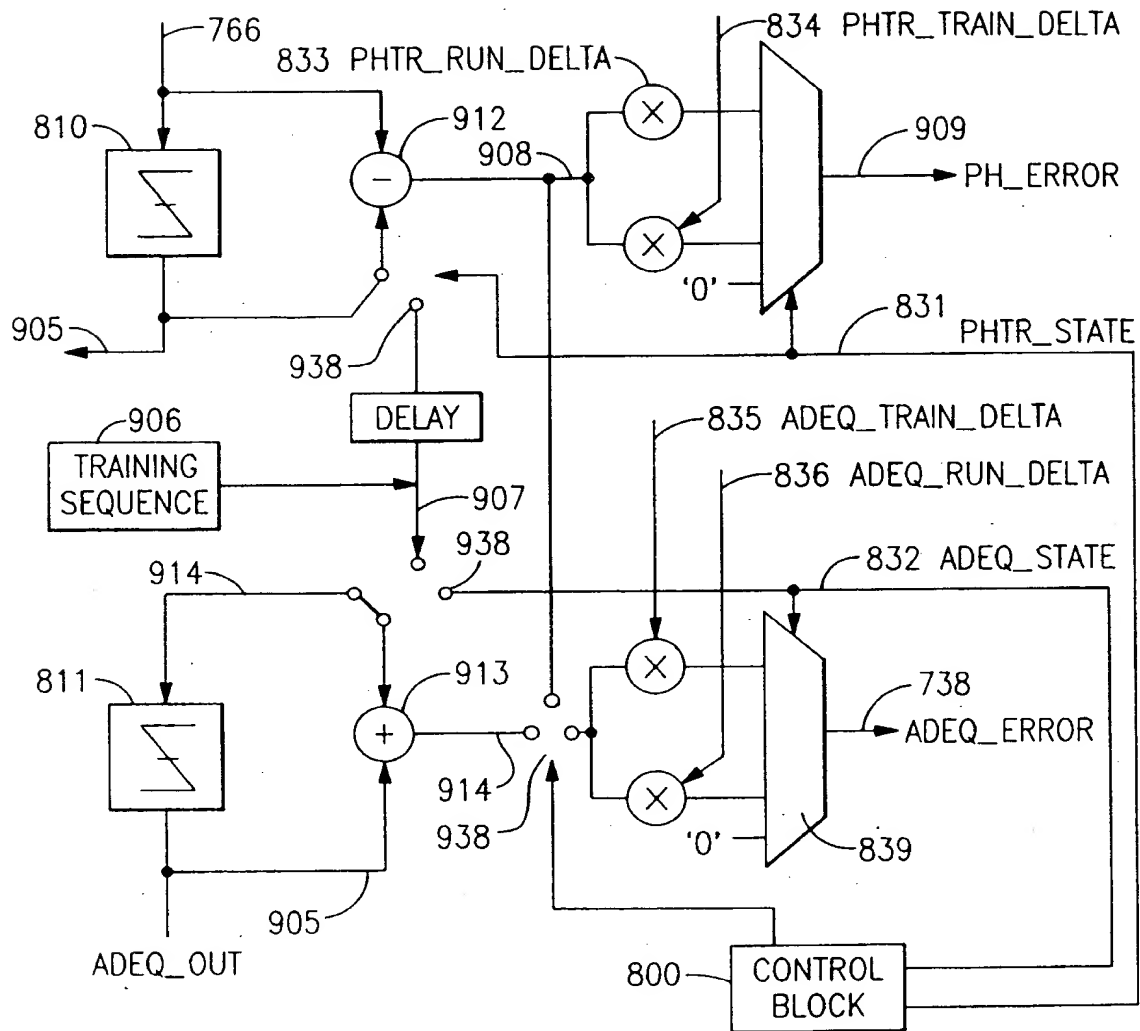 766
834 PHTR_TRAIN_DELTA
833 PHTR_RUN_DELTA
810
912
908
909
PH_ERROR
'0'
905
938
831
PHTR_STATE
906
TRAINING
SEQUENCE
DELAY
907
835 ADEQ_TRAIN_DELTA
836 ADEQ_RUN_DELTA
914
938
832 ADEQ_STATE
811
913
738
ADEQ_ERROR
914
938
'0'
839
905
ADEQ_OUT
800
CONTROL
BLOCK